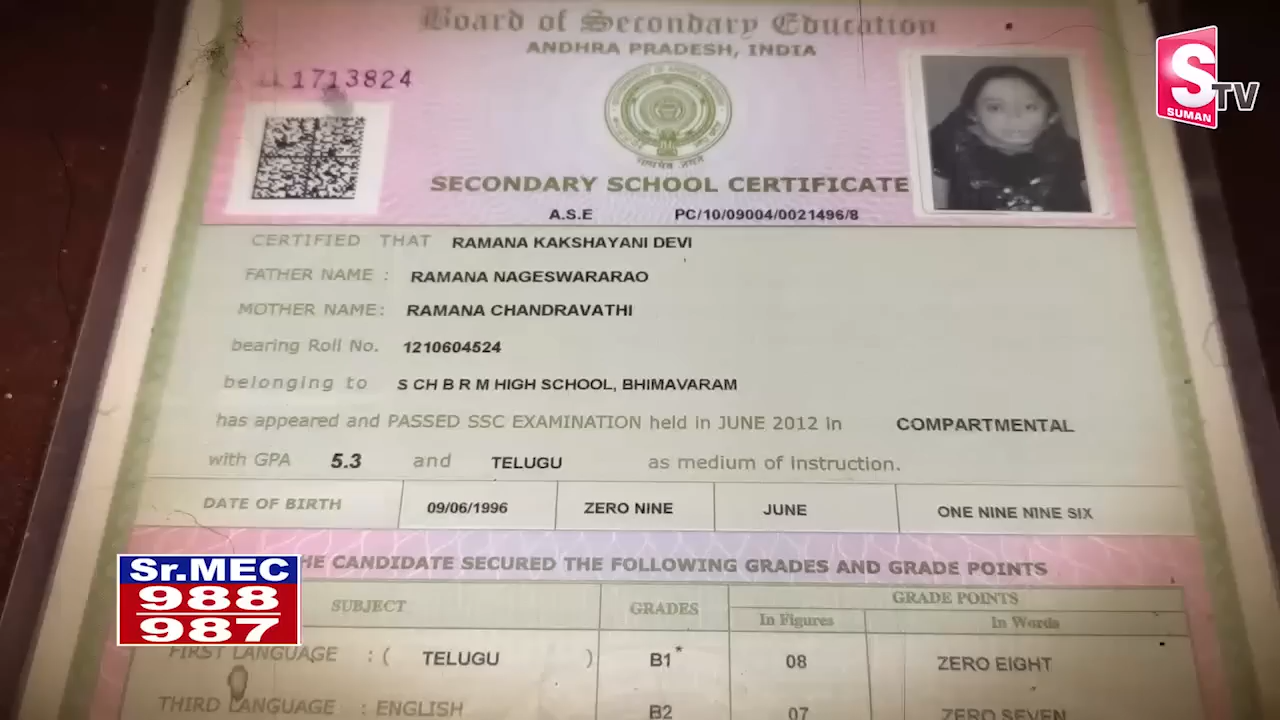 Board of Secondary Education
ANDHRA PRADESH, INDIA
1713824
S TV
SUMAN
SECONDARY SCHOOL CERTIFICATE
A.S.E PC/10/09004/0021496/8
CERTIFIED THAT RAMANA KAKSHAYANI DEVI
FATHER NAME : RAMANA NAGESWARARAO
MOTHER NAME: RAMANA CHANDRAVATHI
bearing Roll No. 1210604524
belonging to S CH B R M HIGH SCHOOL, BHIMAVARAM
has appeared and PASSED SSC EXAMINATION held in JUNE 2012 in COMPARTMENTAL
with GPA 5.3 and TELUGU as medium of instruction.
DATE OF BIRTH 09/06/1996 ZERO NINE JUNE ONE NINE NINE SIX
Sr.MEC
988
987
CANDIDATE SECURED THE FOLLOWING GRADES AND GRADE POINTS
SUBJECT GRADES GRADE POINTS
In Figures In Words
FIRST LANGUAGE : ( TELUGU ) B1* 08 ZERO EIGHT
THIRD LANGUAGE : ENGLISH B2 07 ZERO SEVEN